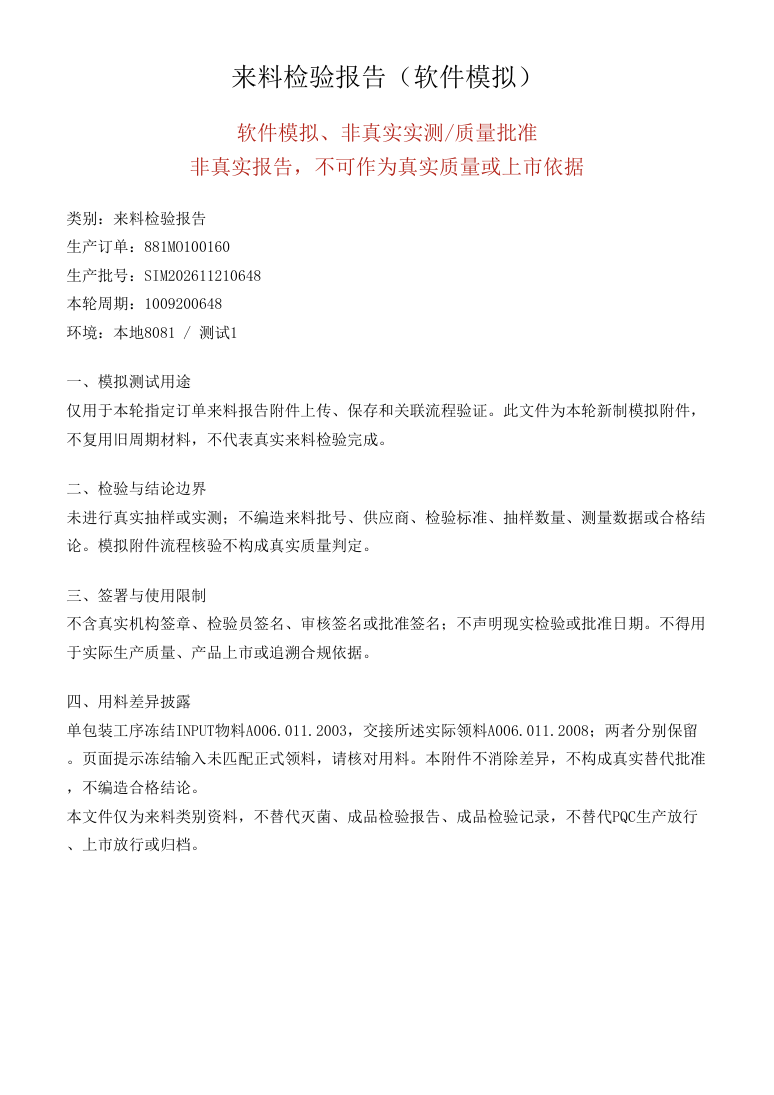 来料检验报告（软件模拟）
软件模拟、非真实实测/质量批准
非真实报告，不可作为真实质量或上市依据
类别：来料检验报告
生产订单：881MO100160
生产批号：SIM202611210648
本轮周期：1009200648
环境：本地8081 / 测试1
一、模拟测试用途
仅用于本轮指定订单来料报告附件上传、保存和关联流程验证。此文件为本轮新制模拟附件，
不复用旧周期材料，不代表真实来料检验完成。
二、检验与结论边界
未进行真实抽样或实测；不编造来料批号、供应商、检验标准、抽样数量、测量数据或合格结
论。模拟附件流程核验不构成真实质量判定。
三、签署与使用限制
不含真实机构签章、检验员签名、审核签名或批准签名；不声明现实检验或批准日期。不得用
于实际生产质量、产品上市或追溯合规依据。
四、用料差异披露
单包装工序冻结INPUT物料A006.011.2003，交接所述实际领料A006.011.2008；两者分别保留
。页面提示冻结输入未匹配正式领料，请核对用料。本附件不消除差异，不构成真实替代批准
，不编造合格结论。
本文件仅为来料类别资料，不替代灭菌、成品检验报告、成品检验记录，不替代PQC生产放行
、上市放行或归档。